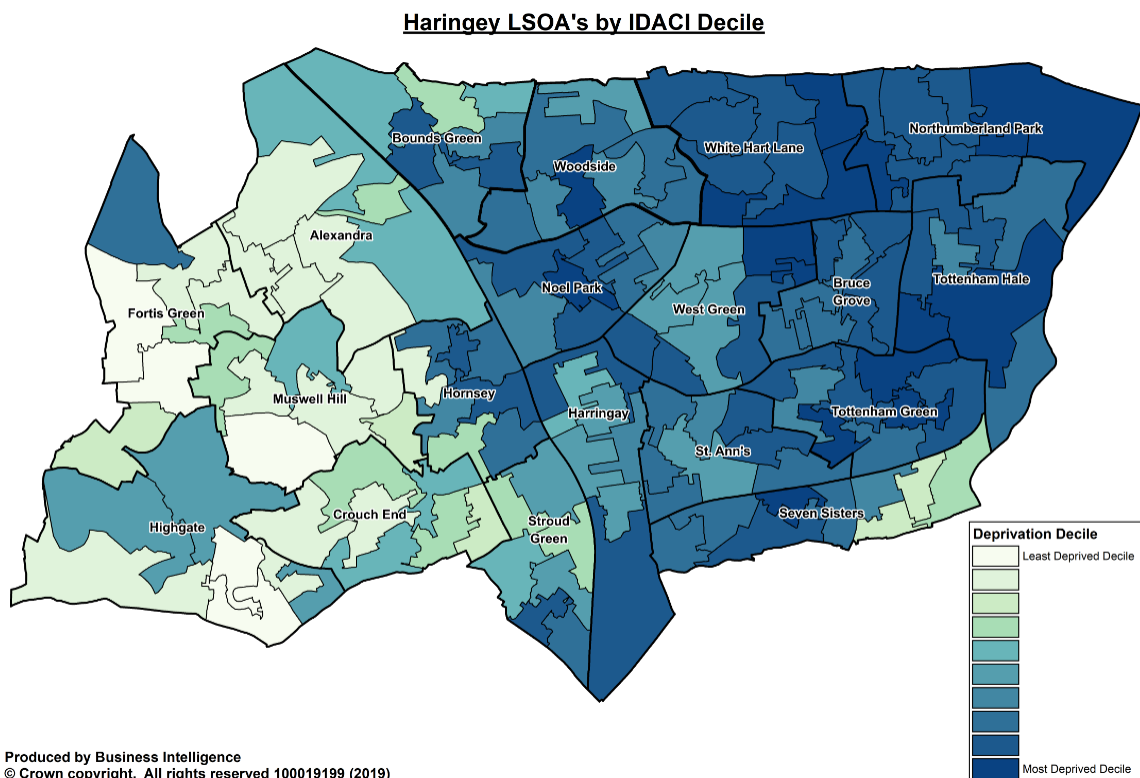 Haringey LSOA's by IDACI Decile
Bounds Green
Northumberland Park
White Hart Lane
Woodside
Alexandra
Tottenham Hale
Noel Park
Bruce
Grove
West Green
Fortis Green
Muswell Hill
Hornsey
Harringay
Tottenham Green
St. Ann's
Crouch End
Seven Sisters
Stroud
Green
Highgate
Deprivation Decile
Least Deprived Decile
Most Deprived Decile
Produced by Business Intelligence
© Crown copyright. All rights reserved 100019199 (2019)